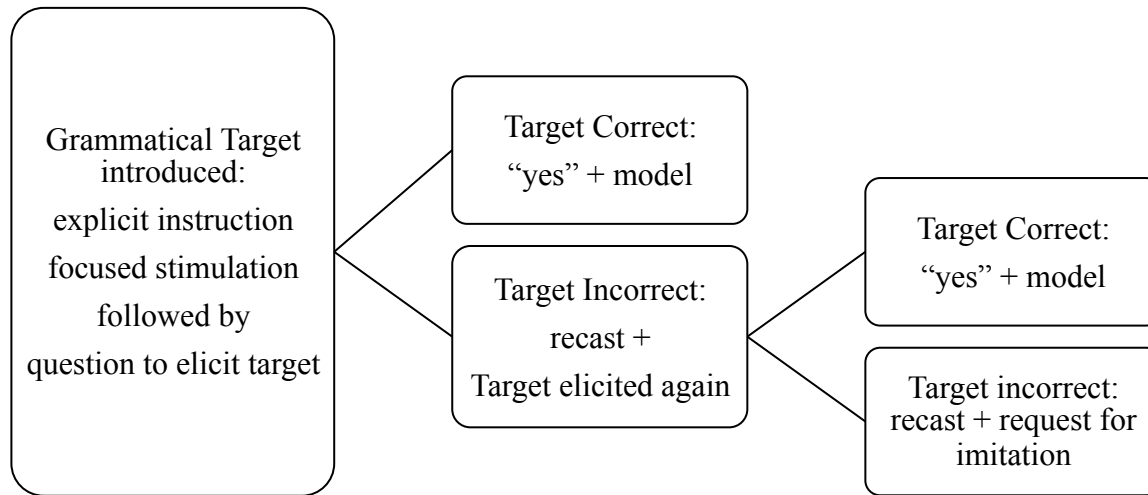 Grammatical Target
introduced:
explicit instruction
focused stimulation
followed by
question to elicit target
Target Correct:
“yes” + model
Target Incorrect:
recast +
Target elicited again
Target Correct:
“yes” + model
Target incorrect:
recast + request for
imitation